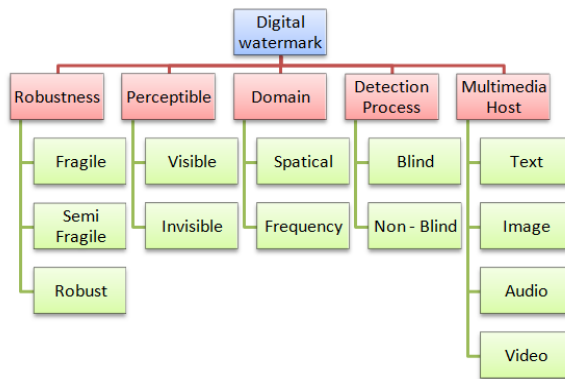 Digital
watermark
Robustness
Perceptible
Domain
Detection
Process
Multimedia
Host
Fragile
Semi
Fragile
Robust
Visible
Invisible
Spatical
Frequency
Blind
Non - Blind
Text
Image
Audio
Video